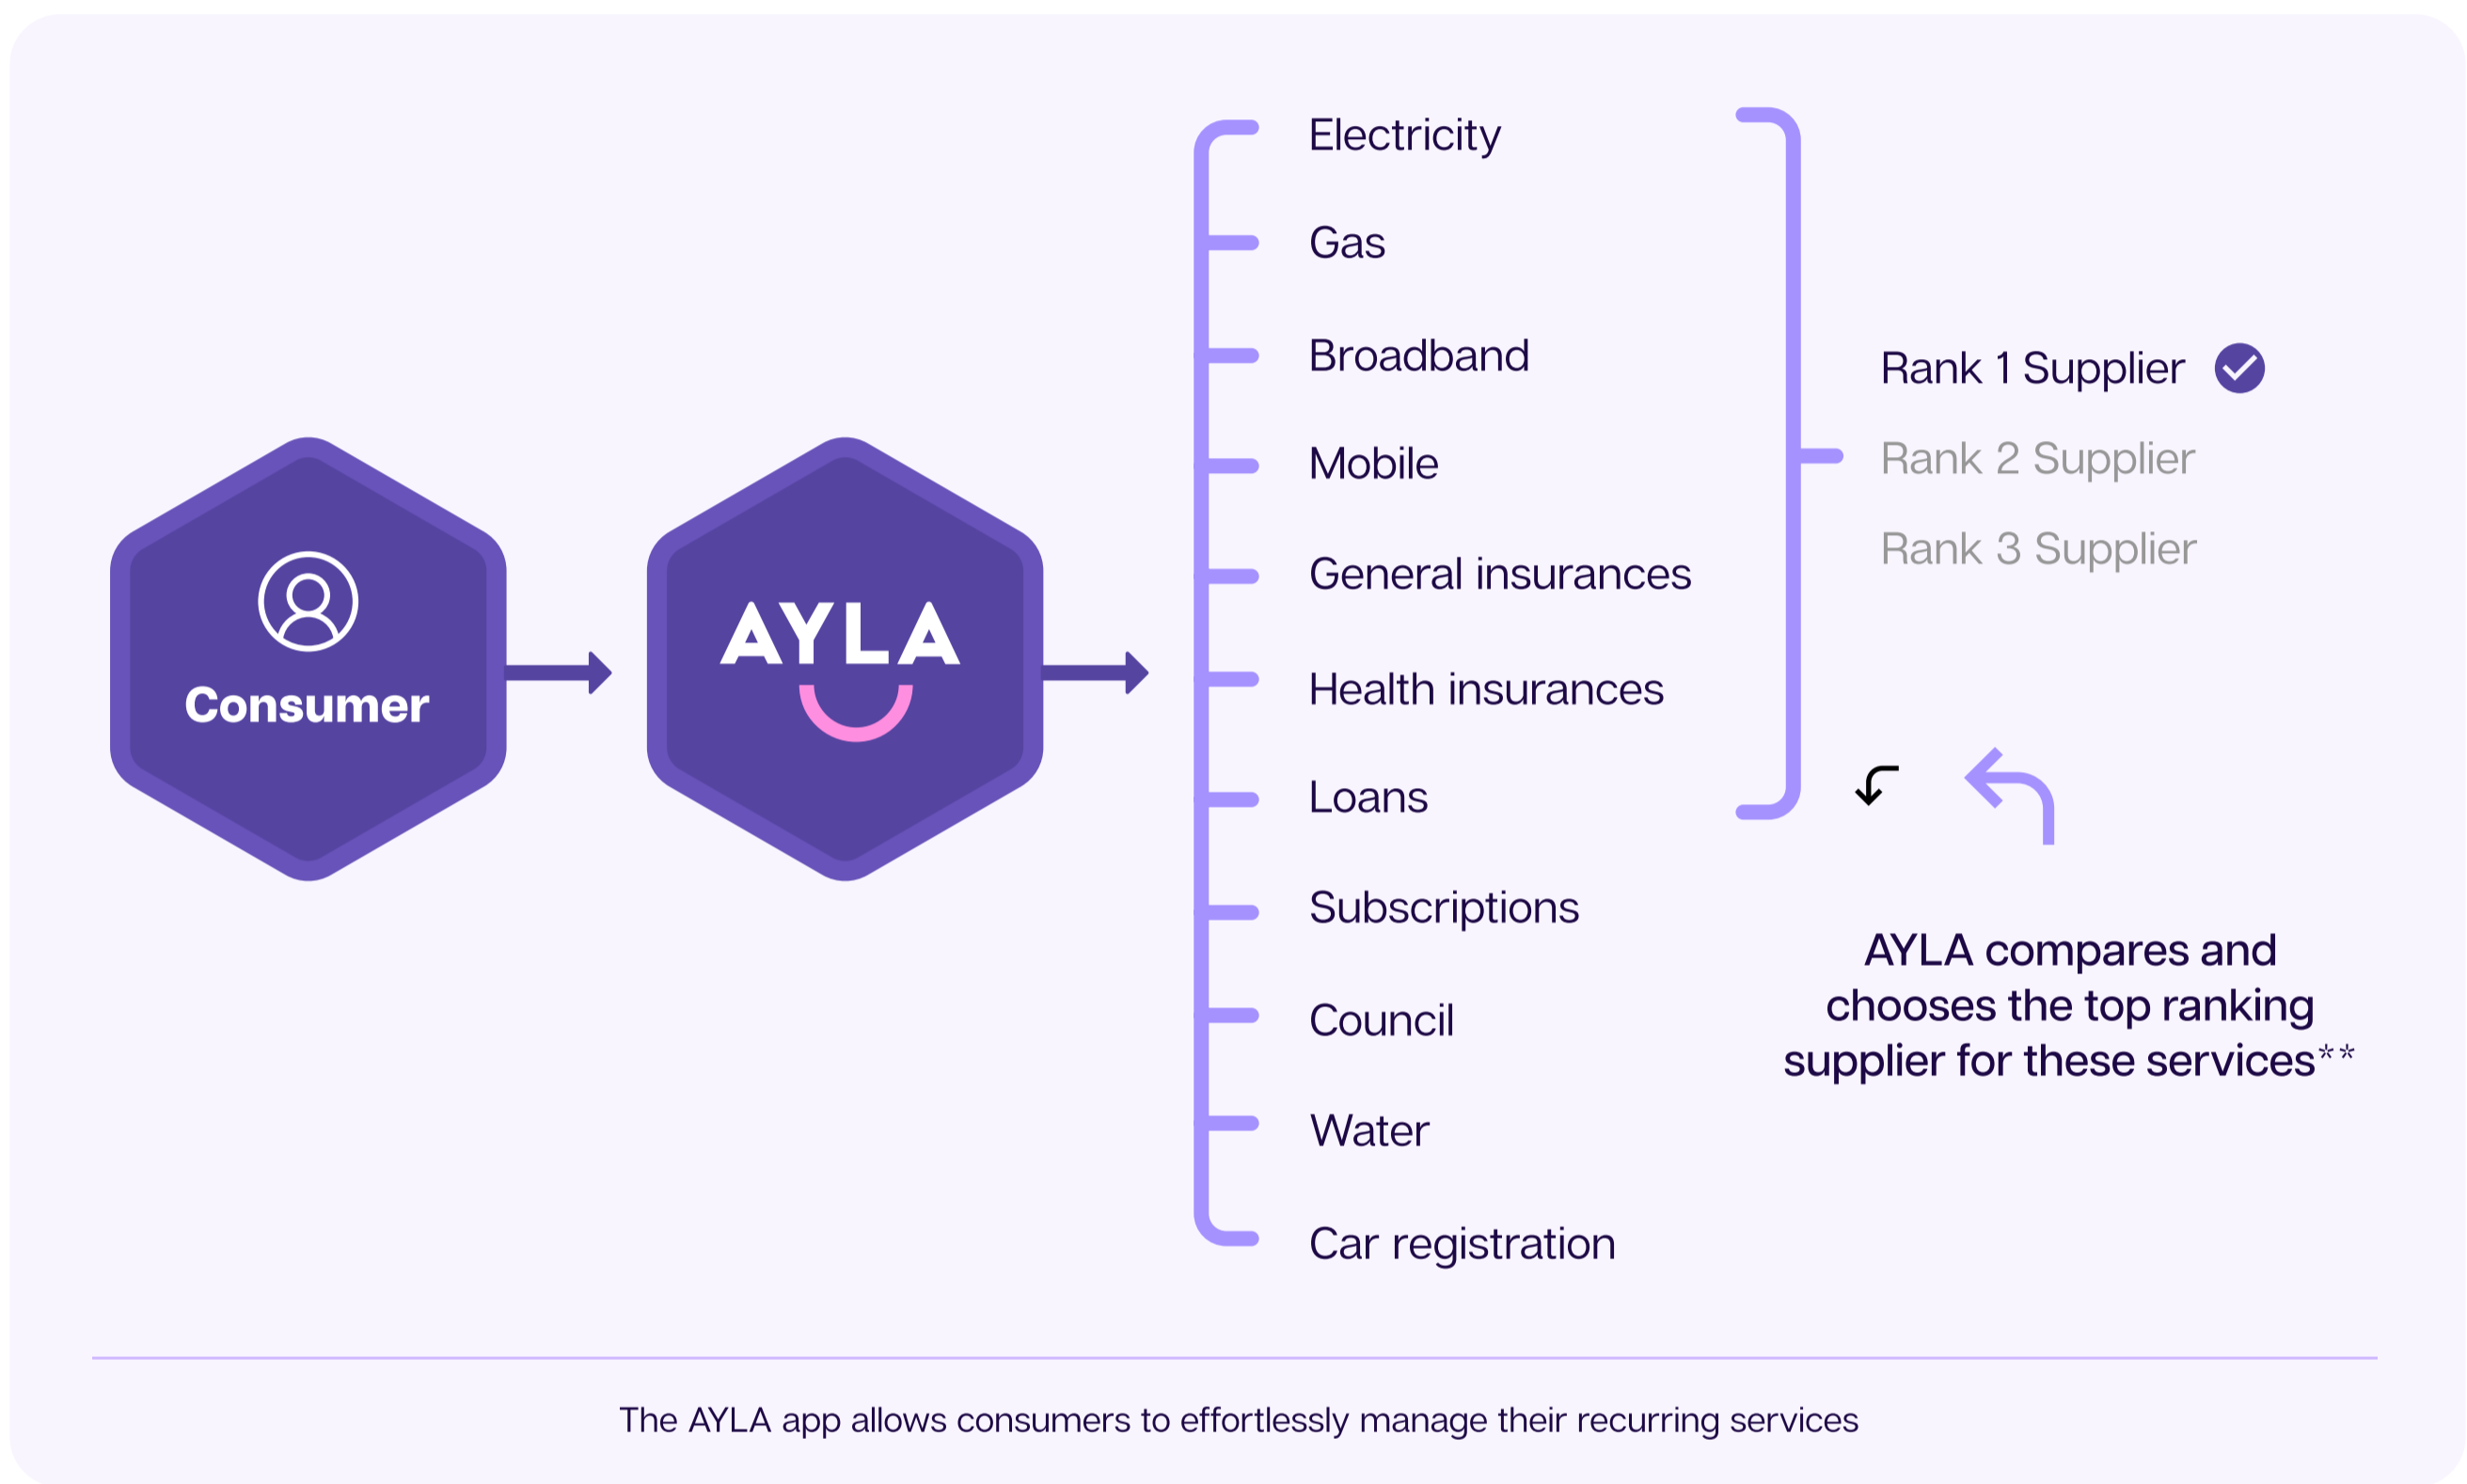 Consumer
AYLA
Electricity
Gas
Broadband
Mobile
General insurances
Health insurances
Loans
Subscriptions
Council
Water
Car registration
Rank 1 Supplier
Rank 2 Supplier
Rank 3 Supplier
AYLA compares and
chooses the top ranking
supplier for these services**
The AYLA app allows consumers to effortlessly manage their recurring services